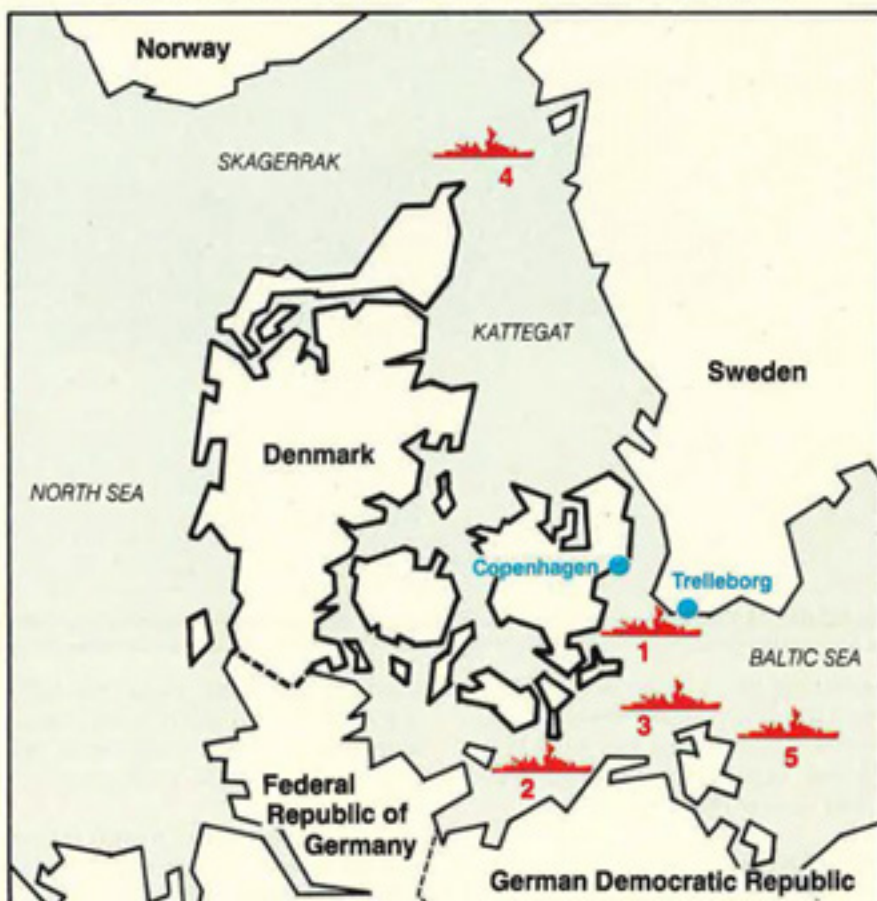 Norway
SKAGERRAK
4
KATTEGAT
Sweden
Denmark
NORTH SEA
Copenhagen
Trelleborg
1
BALTIC SEA
3
5
2
Federal
Republic of
Germany
German Democratic Republic